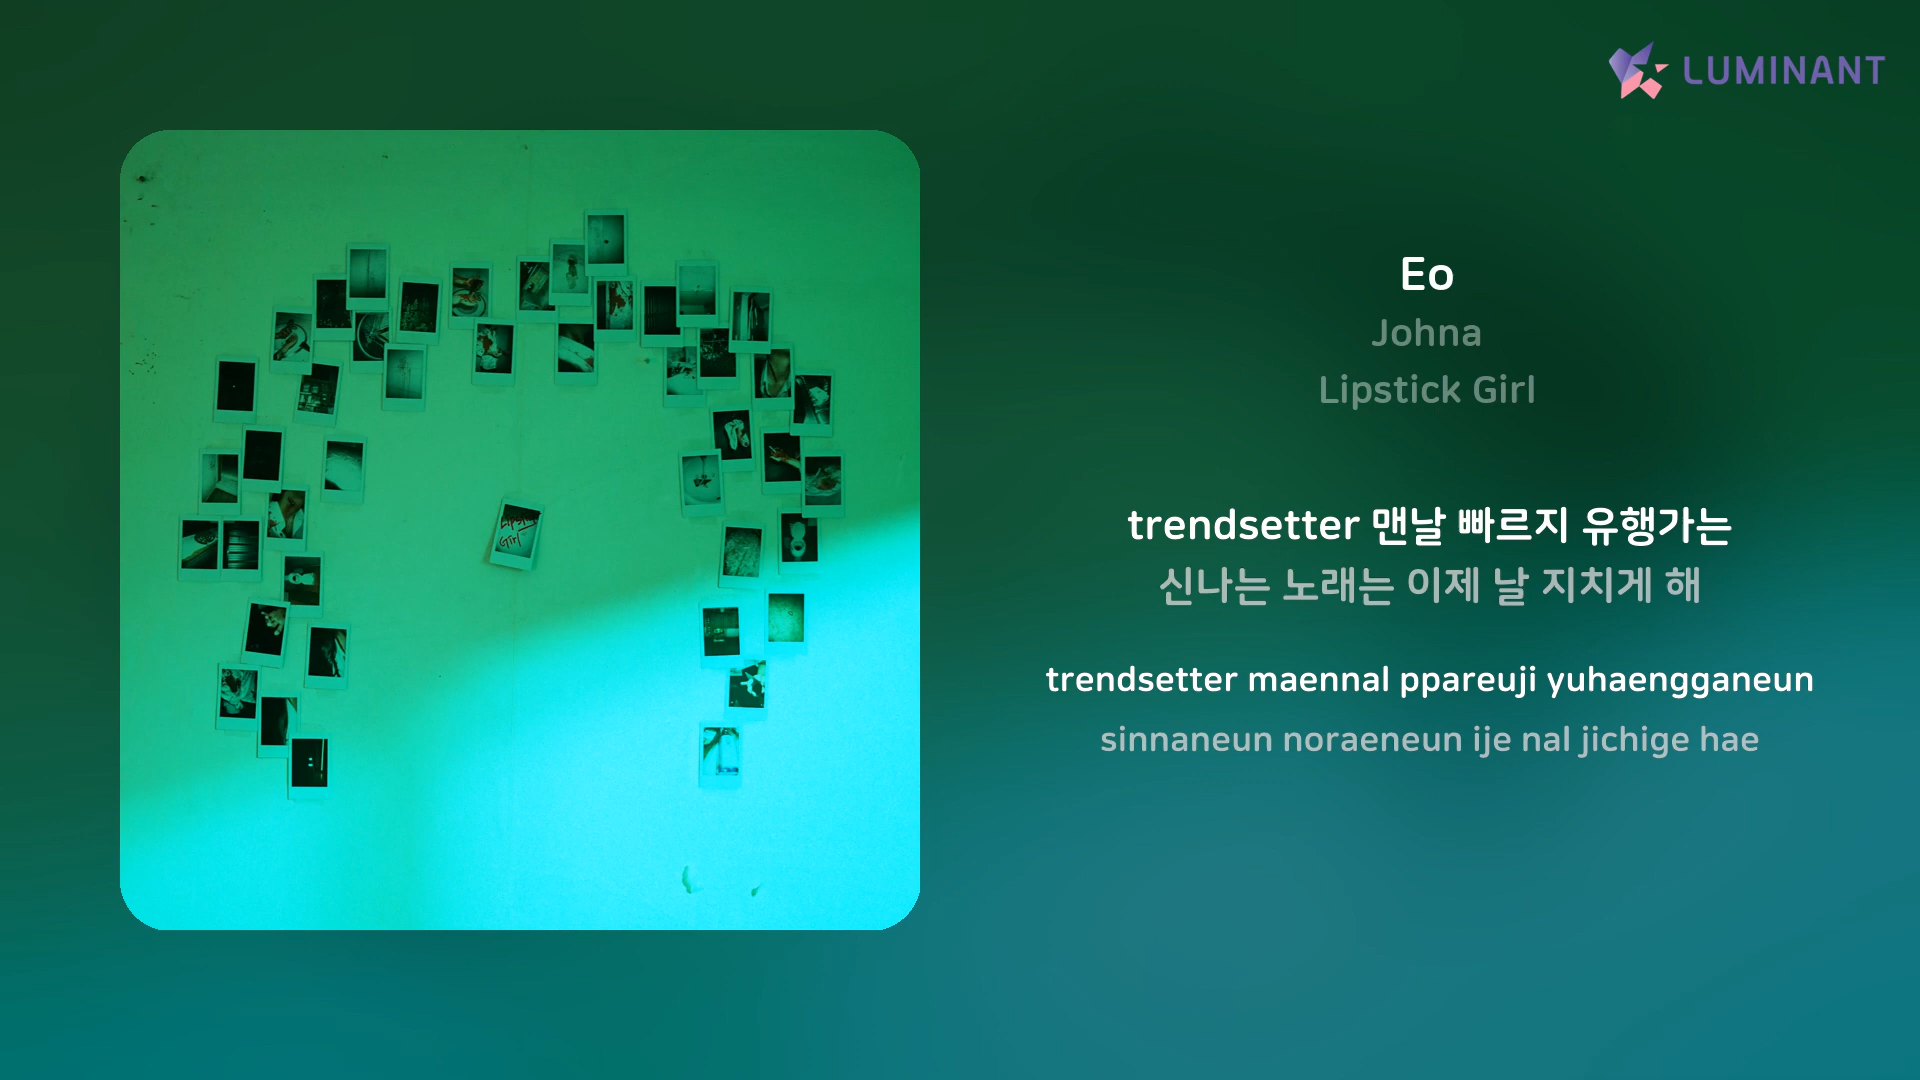 LUMINANT
Eo
Johna
Lipstick Girl
trendsetter 맨날 빠르지 유행가는
신나는 노래는 이제 날 지치게 해
trendsetter maennal ppareuji yuhaengganeun
sinnaneun noraeneun ije nal jichige hae
Lipstick
Girl